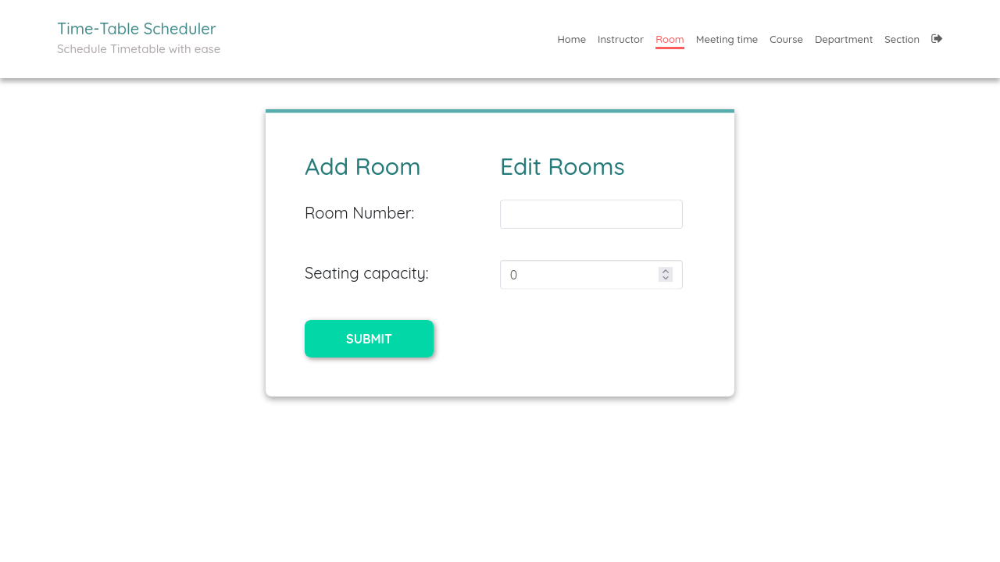 Time-Table Scheduler
Schedule Timetable with ease
Home Instructor Room Meeting time Course Department Section
Add Room Edit Rooms
Room Number:
Seating capacity: 0
SUBMIT